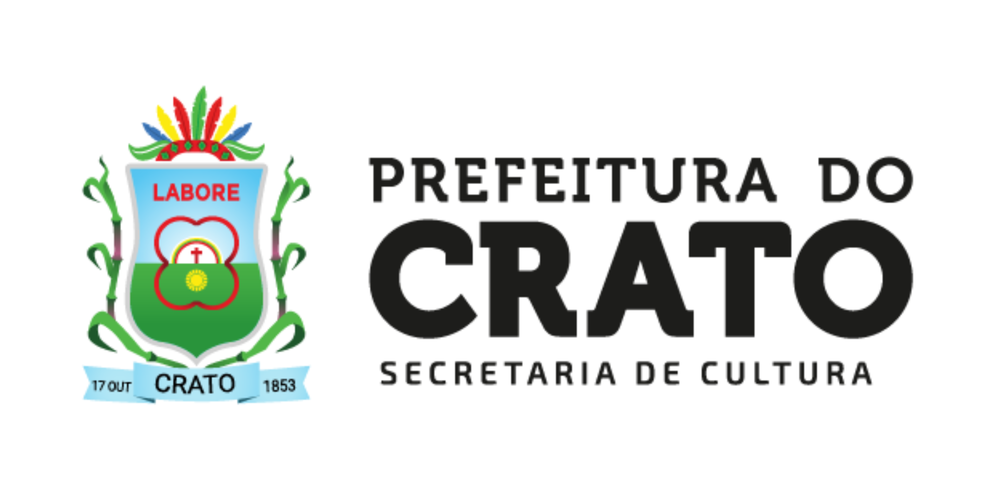 LABORE
17 OUT CRATO 1853
PREFEITURA DO
CRATO
SECRETARIA DE CULTURA